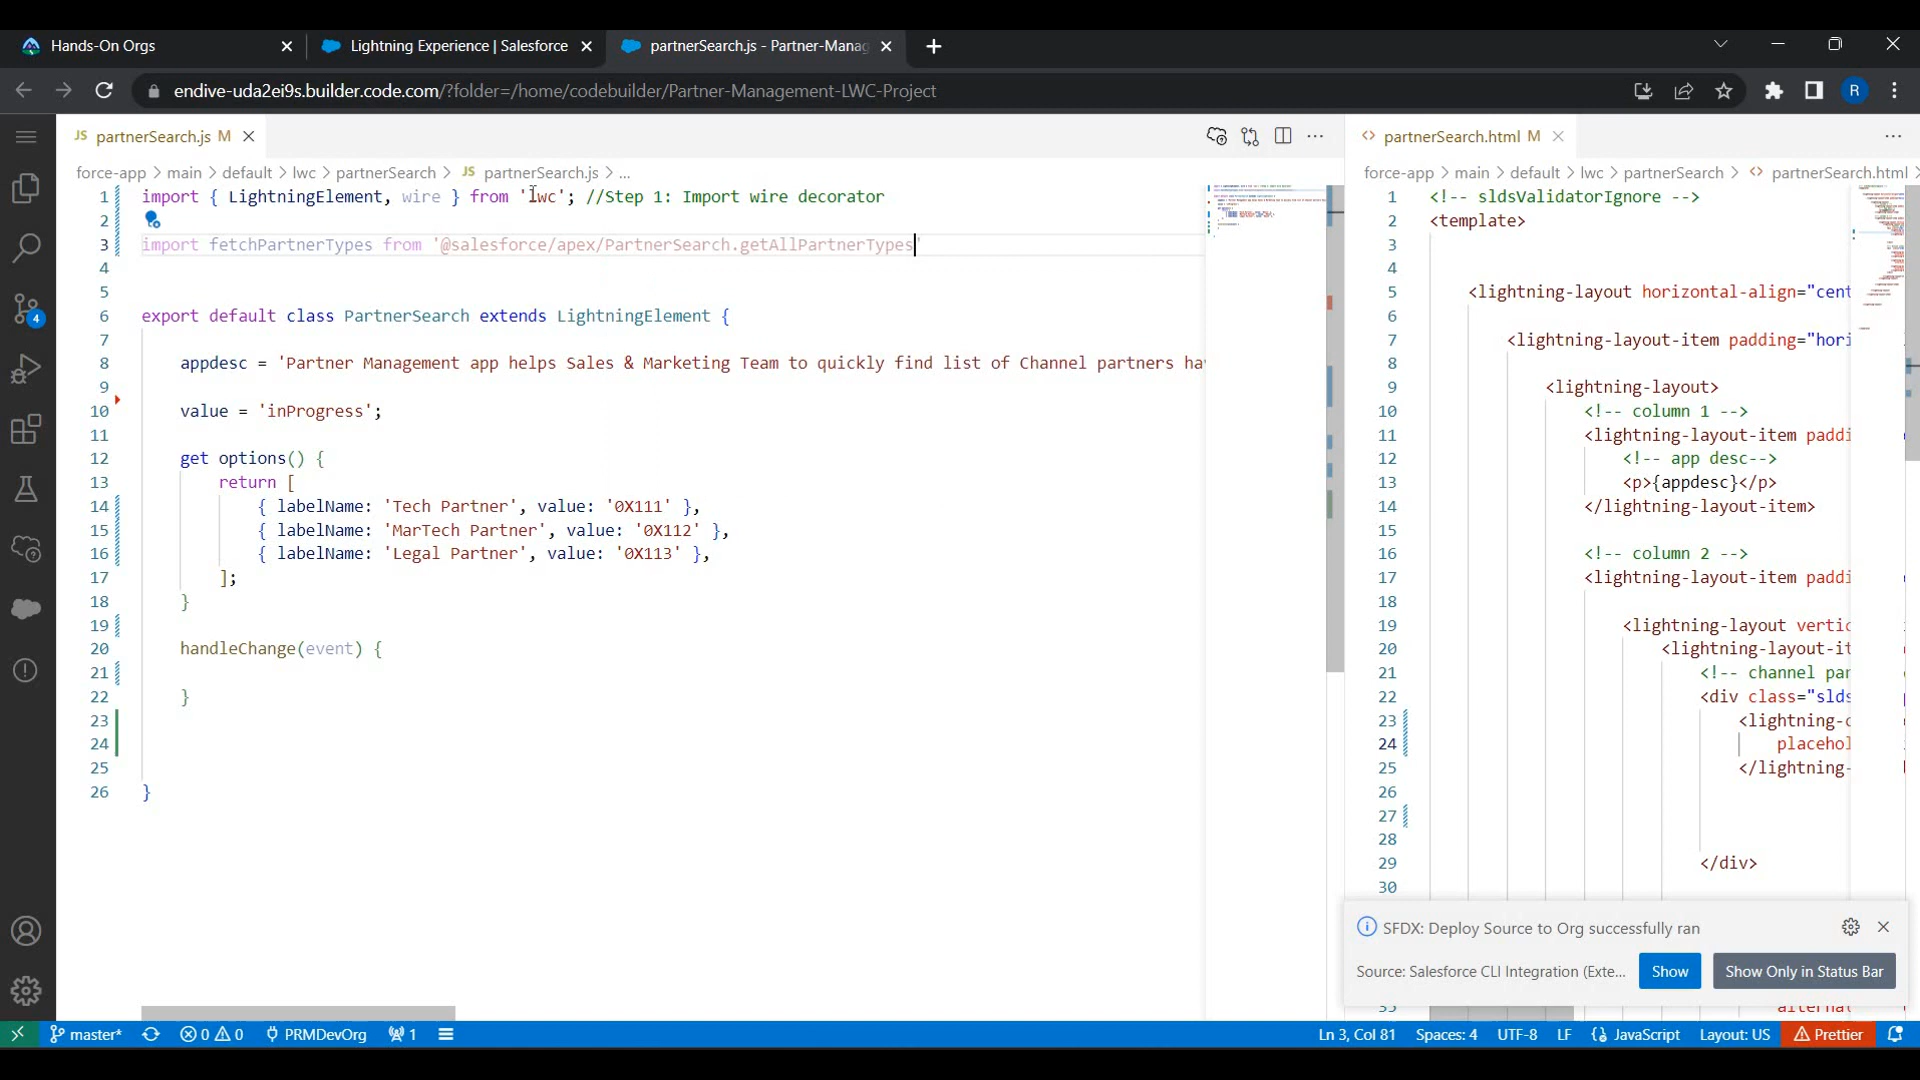 Hands-On Orgs
Lightning Experience | Salesforce
partnerSearch.js - Partner-Manag
endive-uda2ei9s.builder.code.com/?folder=/home/codebuilder/Partner-Management-LWC-Project
R
JS partnerSearch.js M
<> partnerSearch.html M
force-app > main > default > lwc > partnerSearch > JS partnerSearch.js > ...
1 import { LightningElement, wire } from 'lwc'; //Step 1: Import wire decorator
2
3 import fetchPartnerTypes from '@salesforce/apex/PartnerSearch.getAllPartnerTypes'
4
5
6 export default class PartnerSearch extends LightningElement {
7
8 appdesc = 'Partner Management app helps Sales & Marketing Team to quickly find list of Channel partners ha
9
10 value = 'inProgress';
11
12 get options() {
13 return [
14 { labelName: 'Tech Partner', value: '0X111' },
15 { labelName: 'MarTech Partner', value: '0X112' },
16 { labelName: 'Legal Partner', value: '0X113' },
17 ];
18 }
19
20 handleChange(event) {
21
22 }
23
24
25
26 }
force-app > main > default > lwc > partnerSearch > <> partnerSearch.html >
1 <!-- sldsValidatorIgnore -->
2 <template>
3
4
5 <lightning-layout horizontal-align="cent
6
7 <lightning-layout-item padding="hori
8
9 <lightning-layout>
10 <!-- column 1 -->
11 <lightning-layout-item paddi
12 <!-- app desc-->
13 <p>{appdesc}</p>
14 </lightning-layout-item>
15
16 <!-- column 2 -->
17 <lightning-layout-item paddi
18
19 <lightning-layout vertic
20 <lightning-layout-it
21 <!-- channel par
22 <div class="slds
23 <lightning-c
24 placehol
25 </lightning-
26
27
28
29 </div>
30
35 alternat
4
SFDX: Deploy Source to Org successfully ran
Source: Salesforce CLI Integration (Exte...
Show
Show Only in Status Bar
master*
0 0
PRMDevOrg
1
Ln 3, Col 81
Spaces: 4
UTF-8
LF
{} JavaScript
Layout: US
Prettier